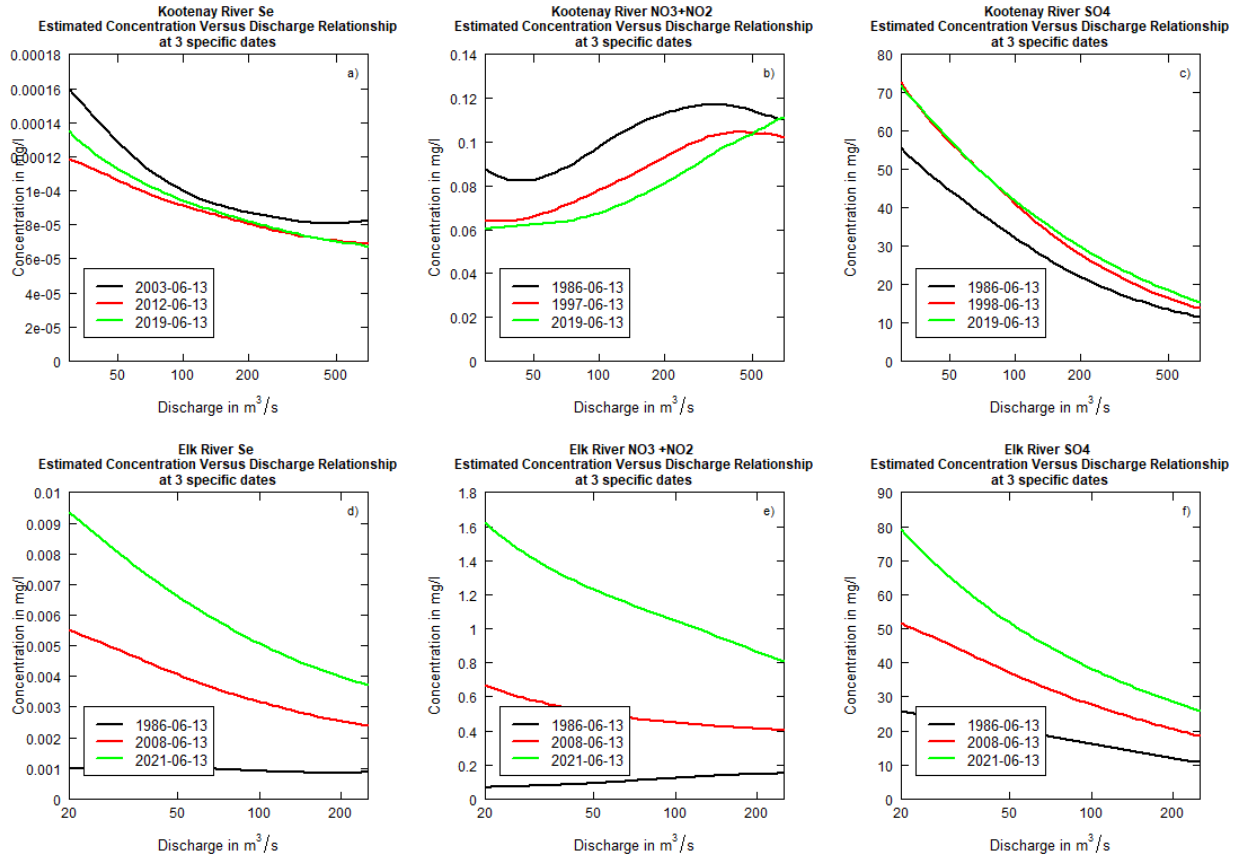 Kootenay River Se
Estimated Concentration Versus Discharge Relationship
at 3 specific dates
a)
0.00018
0.00016
0.00014
0.00012
1e-04
8e-05
6e-05
4e-05
2e-05
0
Concentration in mg/l
2003-06-13
2012-06-13
2019-06-13
50 100 200 500
Discharge in m³/s
Kootenay River NO3+NO2
Estimated Concentration Versus Discharge Relationship
at 3 specific dates
b)
0.14
0.12
0.1
0.08
0.06
0.04
0.02
0
Concentration in mg/l
1986-06-13
1997-06-13
2019-06-13
50 100 200 500
Discharge in m³/s
Kootenay River SO4
Estimated Concentration Versus Discharge Relationship
at 3 specific dates
c)
80
70
60
50
40
30
20
10
0
Concentration in mg/l
1986-06-13
1998-06-13
2019-06-13
50 100 200 500
Discharge in m³/s
Elk River Se
Estimated Concentration Versus Discharge Relationship
at 3 specific dates
d)
0.01
0.009
0.008
0.007
0.006
0.005
0.004
0.003
0.002
0.001
0
Concentration in mg/l
1986-06-13
2008-06-13
2021-06-13
20 50 100 200
Discharge in m³/s
Elk River NO3 +NO2
Estimated Concentration Versus Discharge Relationship
at 3 specific dates
e)
1.8
1.6
1.4
1.2
1
0.8
0.6
0.4
0.2
0
Concentration in mg/l
1986-06-13
2008-06-13
2021-06-13
20 50 100 200
Discharge in m³/s
Elk River SO4
Estimated Concentration Versus Discharge Relationship
at 3 specific dates
f)
90
80
70
60
50
40
30
20
10
0
Concentration in mg/l
1986-06-13
2008-06-13
2021-06-13
20 50 100 200
Discharge in m³/s